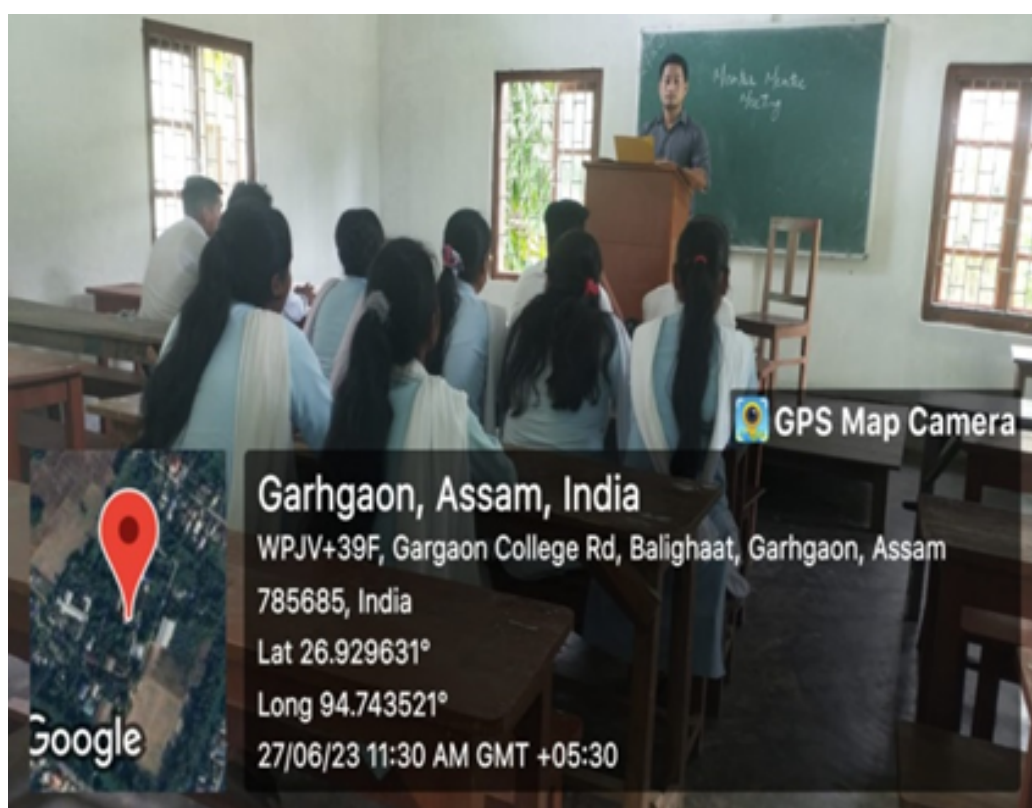 Mentor Mentee
Meeting
GPS Map Camera
Garhgaon, Assam, India
WPJV+39F, Gargaon College Rd, Balighaat, Garhgaon, Assam
785685, India
Lat 26.929631°
Long 94.743521°
27/06/23 11:30 AM GMT +05:30
Google